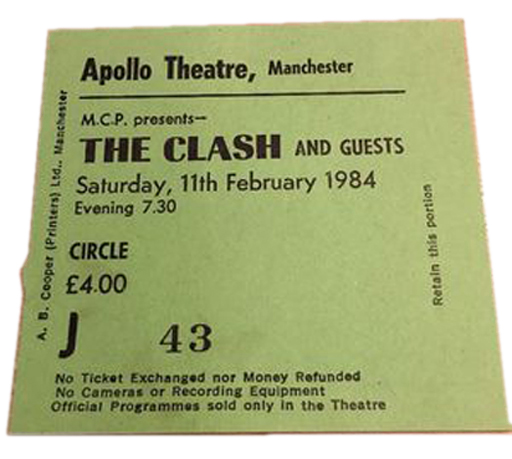 Apollo Theatre, Manchester
M.C.P. presents—
THE CLASH AND GUESTS
Saturday, 11th February 1984
Evening 7.30
CIRCLE
£4.00
J 43
No Ticket Exchanged nor Money Refunded
No Cameras or Recording Equipment
Official Programmes sold only in the Theatre
A. B. Cooper (Printers) Ltd., Manchester
Retain this portion